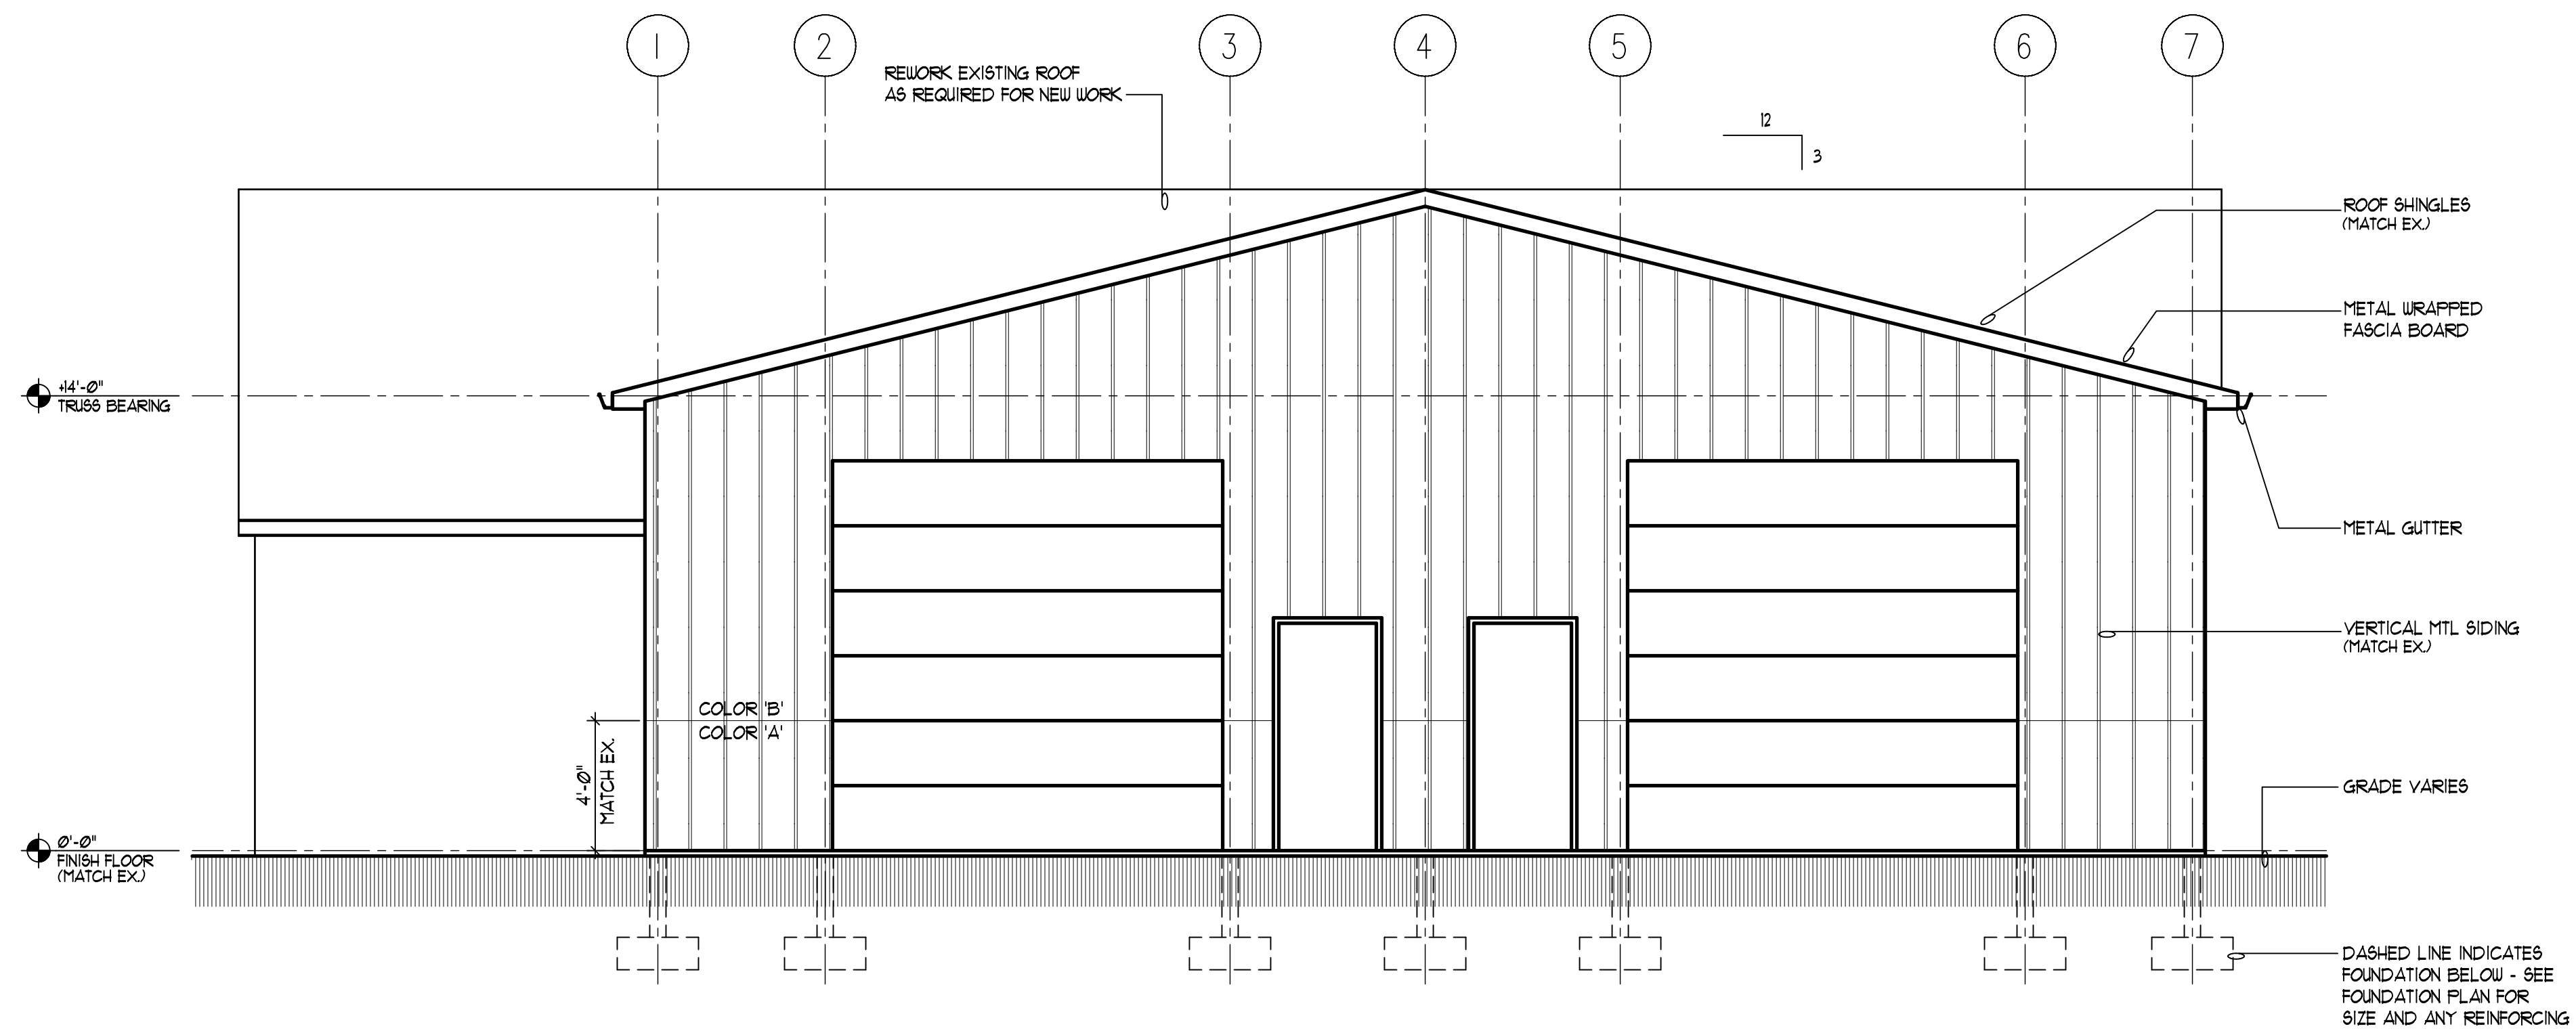 1 2 3 4 5 6 7
REWORK EXISTING ROOF
AS REQUIRED FOR NEW WORK
12
3
ROOF SHINGLES
(MATCH EX.)
METAL WRAPPED
FASCIA BOARD
+14'-0"
TRUSS BEARING
METAL GUTTER
VERTICAL MTL SIDING
(MATCH EX.)
COLOR 'B'
COLOR 'A'
4'-0"
MATCH EX.
GRADE VARIES
0'-0"
FINISH FLOOR
(MATCH EX.)
DASHED LINE INDICATES
FOUNDATION BELOW - SEE
FOUNDATION PLAN FOR
SIZE AND ANY REINFORCING